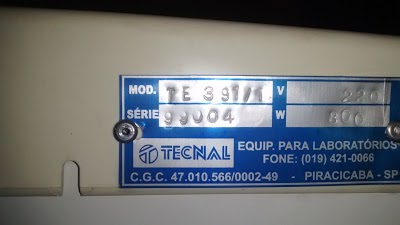 MOD. TE 391/1 V 220
SÉRIE 99004 W 600
TECNAL EQUIP. PARA LABORATÓRIOS
FONE: (019) 421-0066
C.G.C. 47.010.566/0002-49 - PIRACICABA - SP